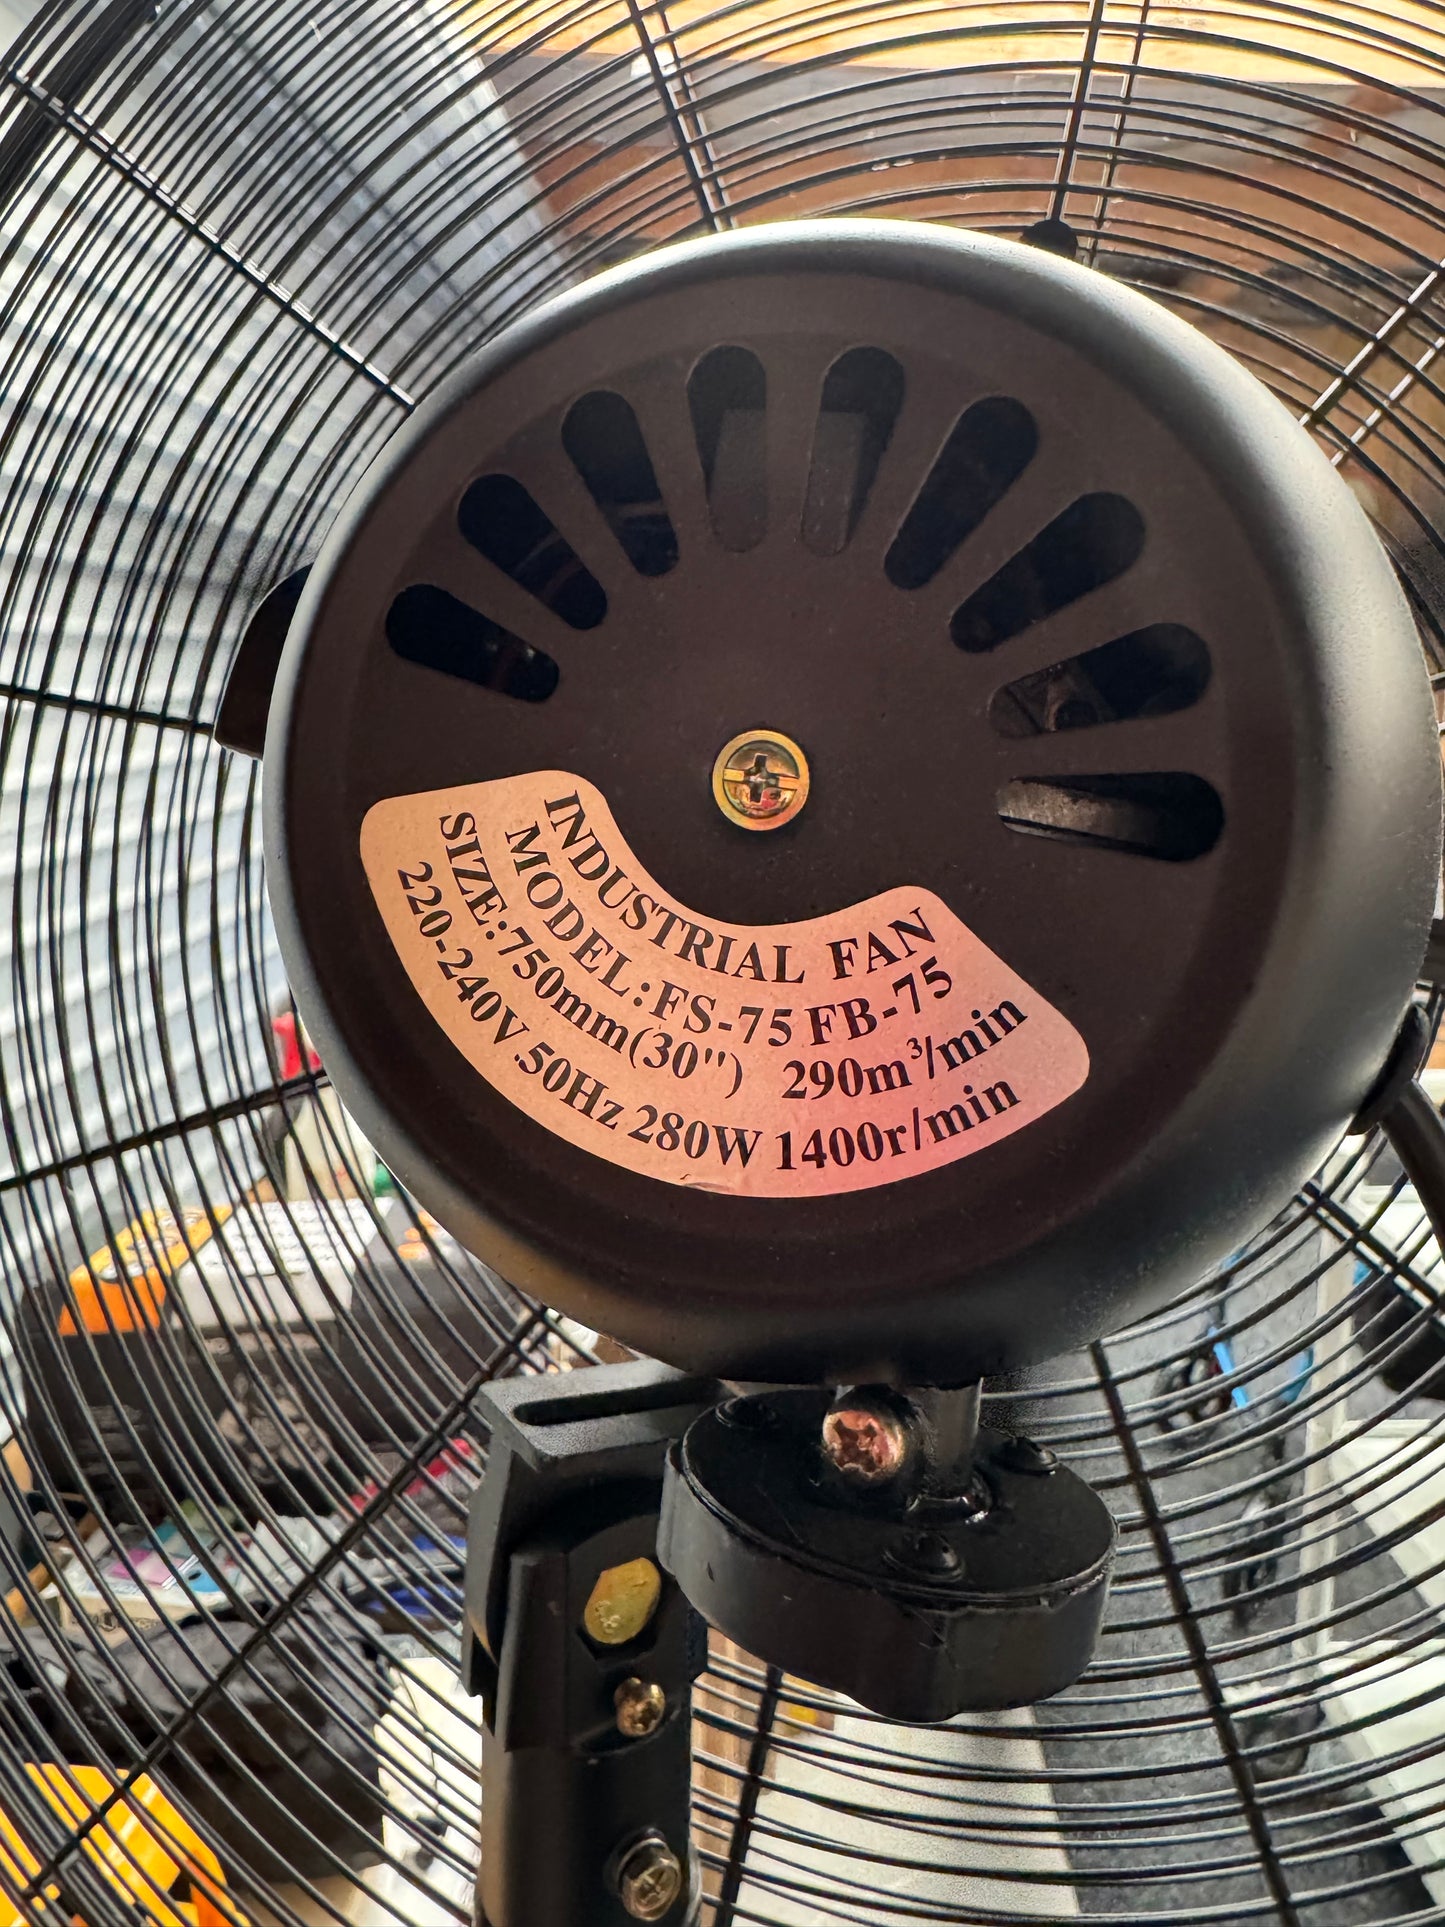 INDUSTRIAL FAN
MODEL:FS-75 FB-75
SIZE:750mm(30") 290m³/min
220-240V.50Hz 280W 1400r/min